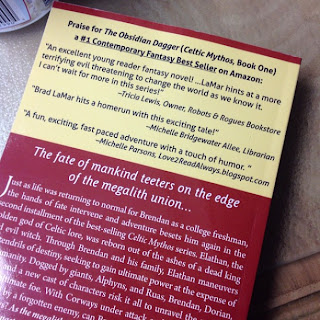 Praise for The Obsidian Dagger (Celtic Mythos, Book One)
a #1 Contemporary Fantasy Best Seller on Amazon:
"An excellent young reader fantasy novel! ...LaMar hints at more
terrifying evil threatening to change the world as we know it.
I can't wait for more in this series!"
~Tricia Lewis, Owner, Robots & Rogues Bookstore
"Brad LaMar hits a homerun with this exciting tale!"
~Michelle Bridgewater Ailee, Librarian
"A fun, exciting, fast paced adventure with a touch of humor."
~Michelle Parsons, Love2ReadAlways.blogspot.com
The fate of mankind teeters on the edge
of the megalith union...
Just as life was returning to normal for Brendan as a college freshman,
the hands of fate intervene and adventure besets him again in the
second installment of the best-selling Celtic Mythos series. Elathan, the
golden god of Celtic lore, was reborn out of the ashes of a dead king
d evil witch. Through Brendan and his family, Elathan maneuvers
endrils of destiny, seeking to gain ultimate power at the expense of
manity. Dogged by giants, Alphyns, and Ruas, Brendan, Dorian,
and a new cast of characters risk it all to unravel the
timate foe. With Corways under attack
by a forgotten enemy, can
? As the megalith